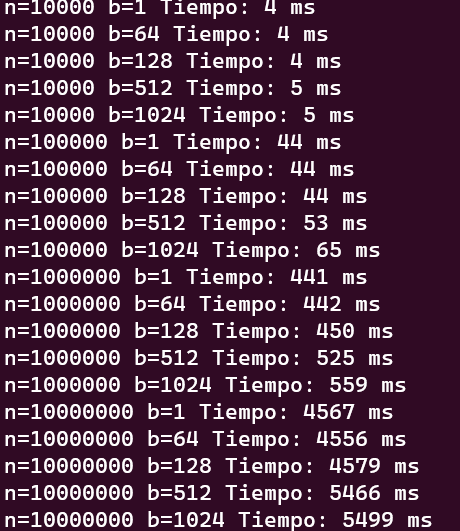 n=10000 b=1 Tiempo: 4 ms
n=10000 b=64 Tiempo: 4 ms
n=10000 b=128 Tiempo: 4 ms
n=10000 b=512 Tiempo: 5 ms
n=10000 b=1024 Tiempo: 5 ms
n=100000 b=1 Tiempo: 44 ms
n=100000 b=64 Tiempo: 44 ms
n=100000 b=128 Tiempo: 44 ms
n=100000 b=512 Tiempo: 53 ms
n=100000 b=1024 Tiempo: 65 ms
n=1000000 b=1 Tiempo: 441 ms
n=1000000 b=64 Tiempo: 442 ms
n=1000000 b=128 Tiempo: 450 ms
n=1000000 b=512 Tiempo: 525 ms
n=1000000 b=1024 Tiempo: 559 ms
n=10000000 b=1 Tiempo: 4567 ms
n=10000000 b=64 Tiempo: 4556 ms
n=10000000 b=128 Tiempo: 4579 ms
n=10000000 b=512 Tiempo: 5466 ms
n=10000000 b=1024 Tiempo: 5499 ms